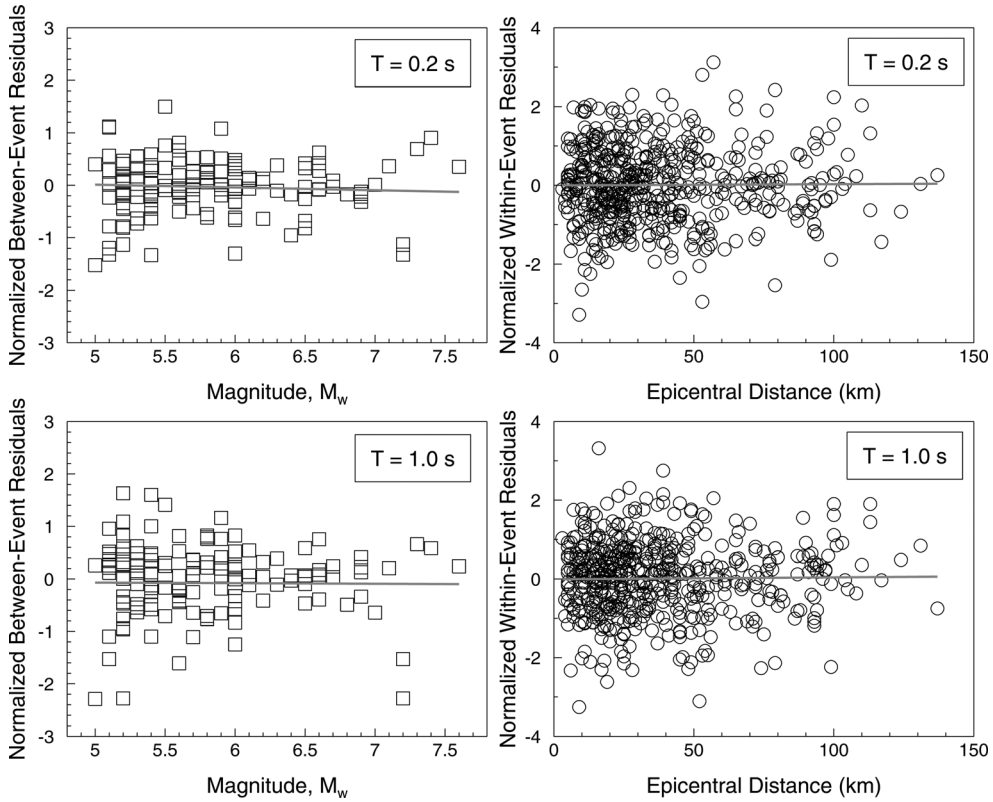 Normalized Between-Event Residuals
3
2
1
0
-1
-2
-3
T = 0.2 s
5 5.5 6 6.5 7 7.5
Magnitude, Mw
Normalized Within-Event Residuals
4
2
0
-2
-4
T = 0.2 s
0 50 100 150
Epicentral Distance (km)
Normalized Between-Event Residuals
3
2
1
0
-1
-2
-3
T = 1.0 s
5 5.5 6 6.5 7 7.5
Magnitude, Mw
Normalized Within-Event Residuals
4
2
0
-2
-4
T = 1.0 s
0 50 100 150
Epicentral Distance (km)